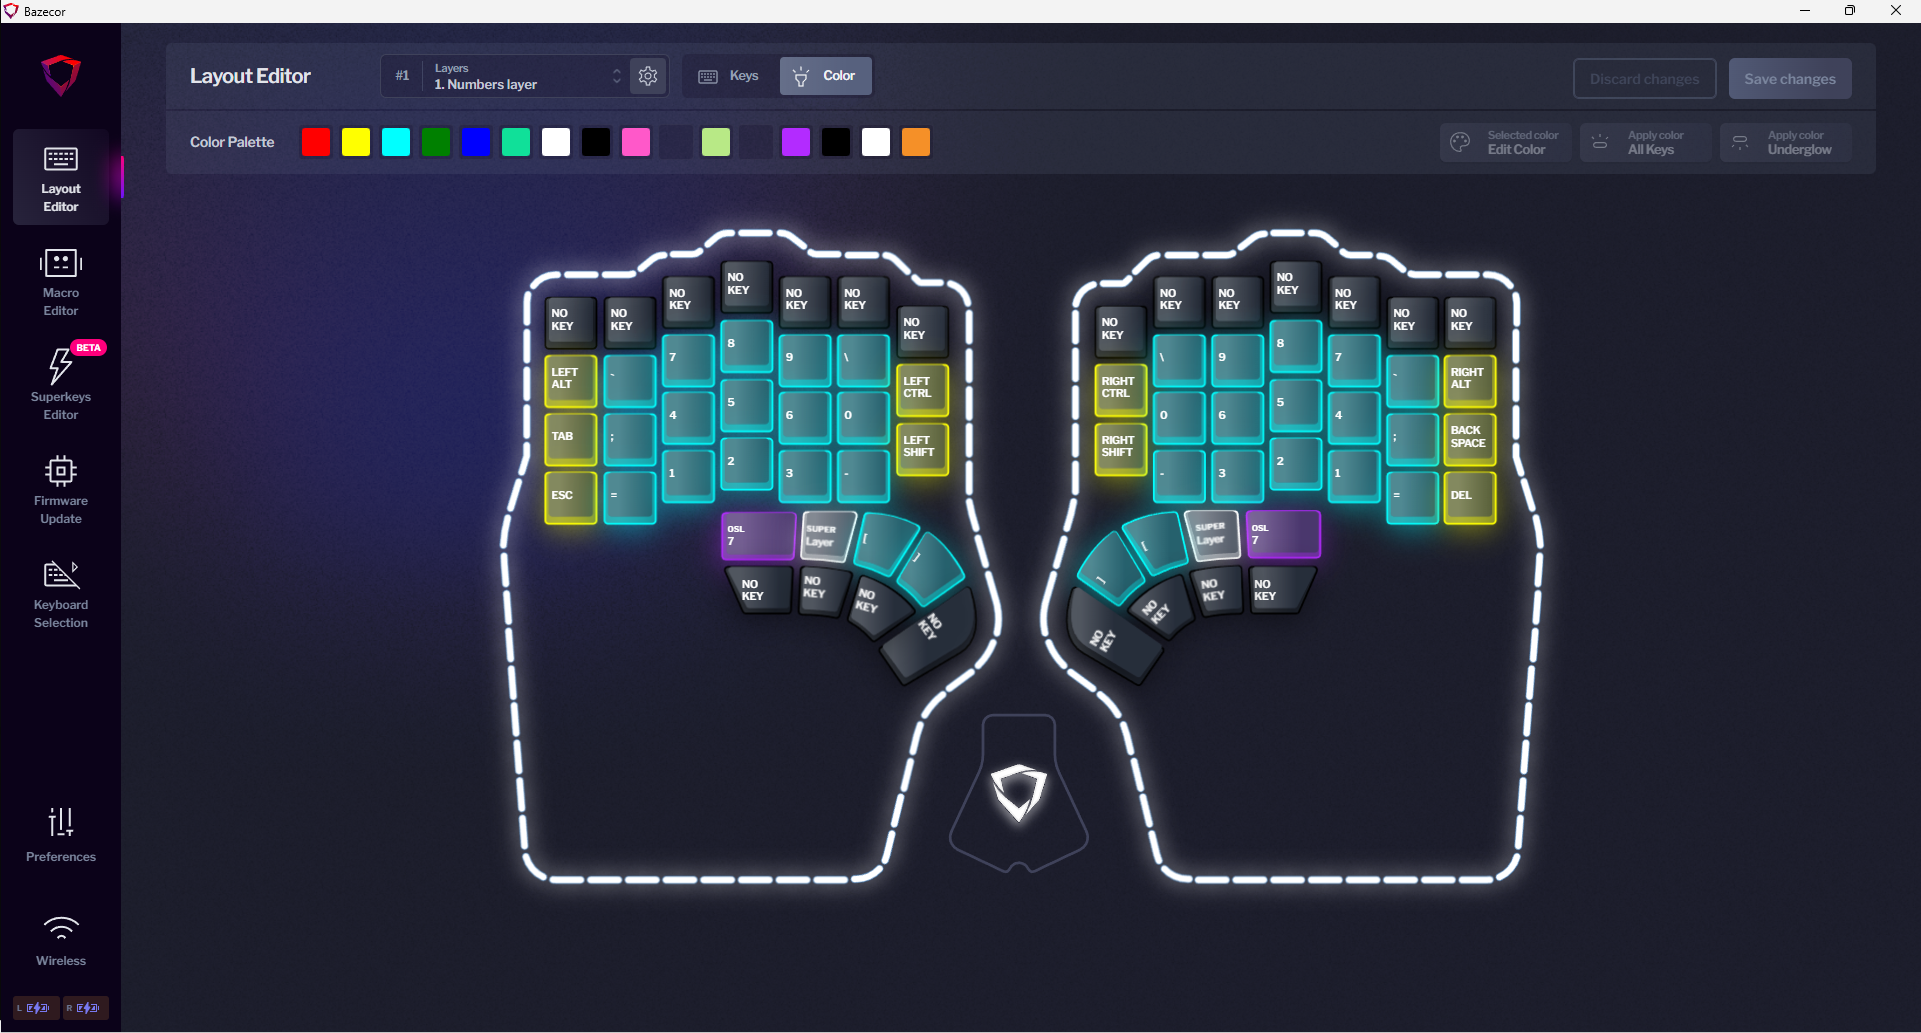 Bazecor
Layout Editor
#1
Layers
1. Numbers layer
Keys
Color
Discard changes
Save changes
Color Palette
Selected color
Edit Color
Apply color
All Keys
Apply color
Underglow
Layout
Editor
Macro
Editor
BETA
Superkeys
Editor
Firmware
Update
Keyboard
Selection
Preferences
Wireless
L
R
NO
KEY
NO
KEY
NO
KEY
NO
KEY
NO
KEY
NO
KEY
NO
KEY
LEFT
ALT
`
7
8
9
\
LEFT
CTRL
TAB
;
4
5
6
0
LEFT
SHIFT
ESC
=
1
2
3
-
OSL
7
SUPER
Layer
[
]
NO
KEY
NO
KEY
NO
KEY
NO
KEY
NO
KEY
NO
KEY
NO
KEY
NO
KEY
NO
KEY
NO
KEY
NO
KEY
RIGHT
CTRL
\
9
8
7
`
RIGHT
ALT
RIGHT
SHIFT
0
6
5
4
;
BACK
SPACE
-
3
2
1
=
DEL
]
[
SUPER
Layer
OSL
7
NO
KEY
NO
KEY
NO
KEY
NO
KEY